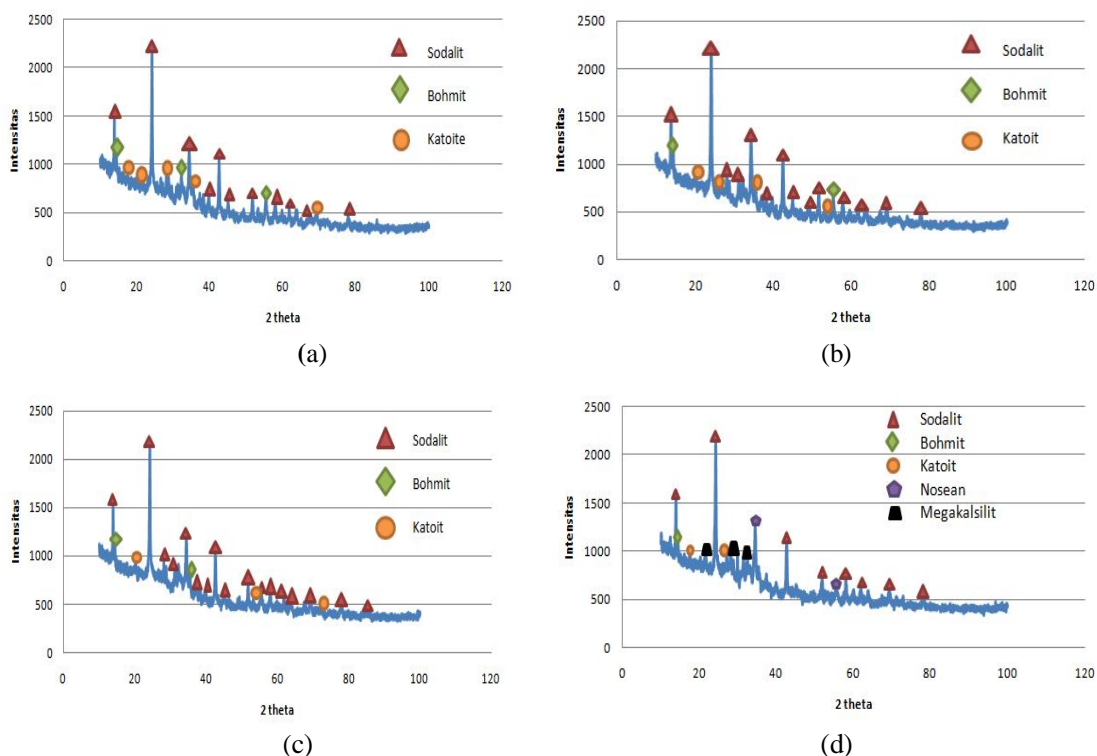 (a)
(b)
2500
2000
1500
1000
500
0
Intensitas
0 20 40 60 80 100 120
2 theta
Sodalit
Bohmit
Katoite
(a)
2500
2000
1500
1000
500
0
Intensitas
0 20 40 60 80 100 120
2 theta
Sodalit
Bohmit
Katoit
(b)
2500
2000
1500
1000
500
0
Intensitas
0 20 40 60 80 100 120
2 theta
Sodalit
Bohmit
Katoit
(c)
2500
2000
1500
1000
500
0
Intensitas
0 20 40 60 80 100 120
2 theta
Sodalit
Bohmit
Katoit
Nosean
Megakalsilit
(d)